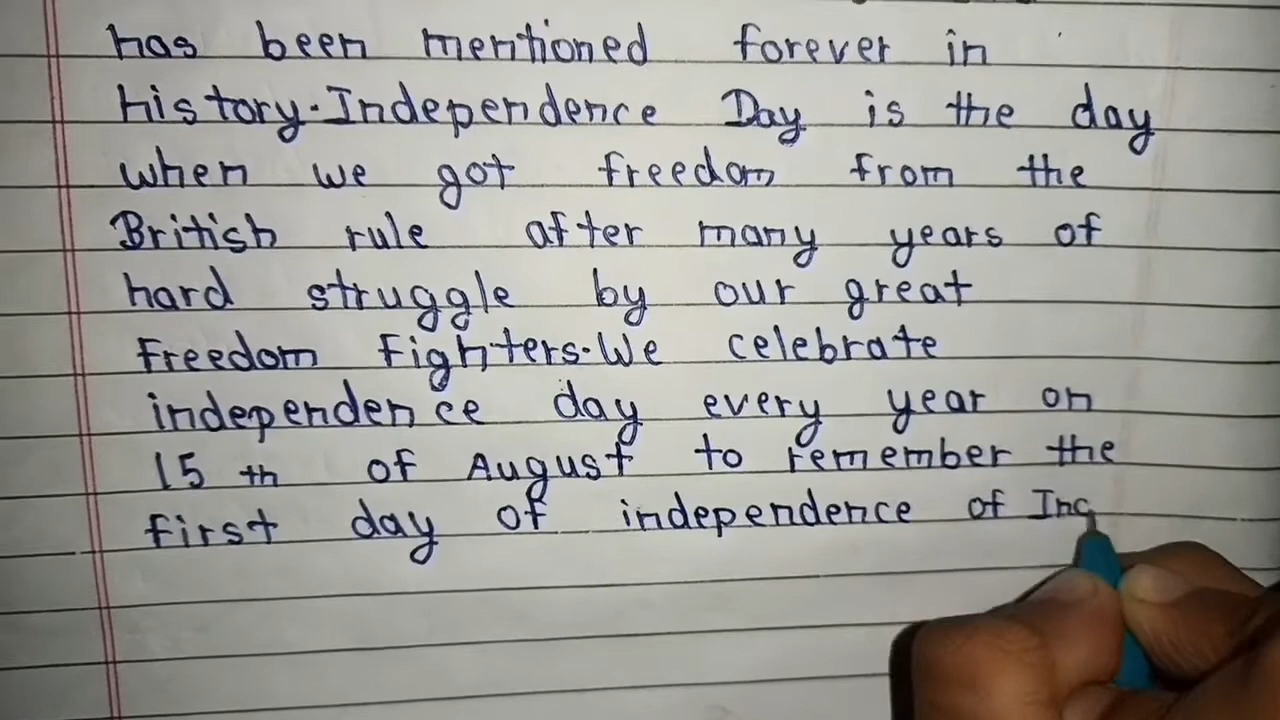 has been mentioned forever in
history.Independence Day is the day
when we got freedom from the
British rule after many years of
hard struggle by our great
Freedom Fighters.We celebrate
independence day every year on
15 th of August to remember the
first day of independence of